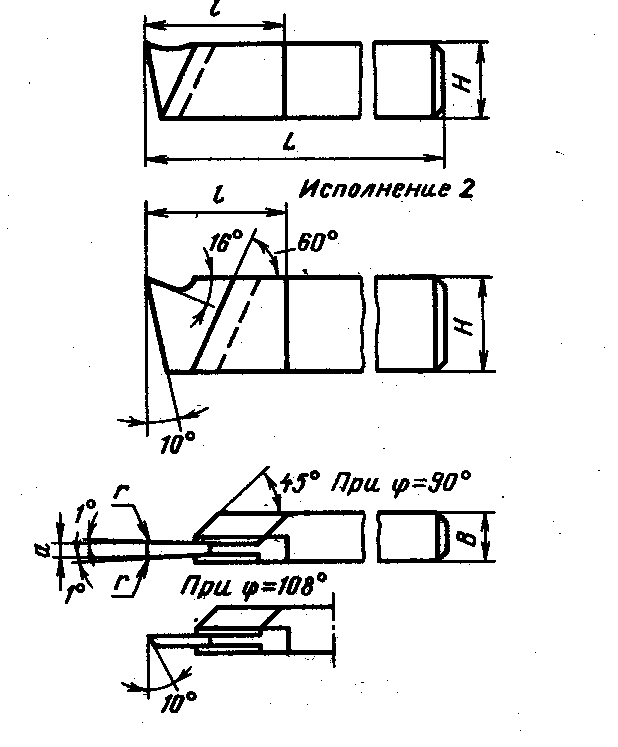 l
H
L
Исполнение 2
l
16°
60°
H
10°
45° При φ=90°
1°
r
a
B
1°
r
При φ=108°
10°